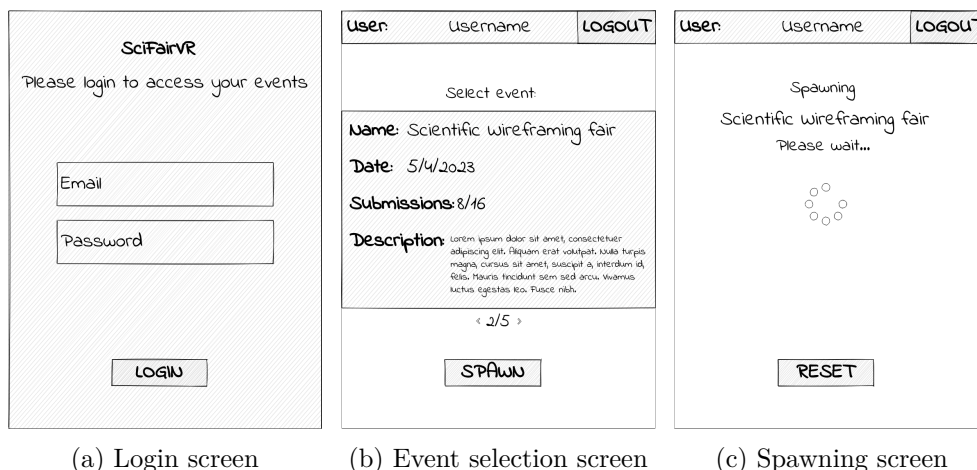 SciFairVR
Please login to access your events
Email
Password
LOGIN
(a) Login screen
User: Username LOGOUT
Select event:
Name: Scientific wireframing fair
Date: 5/4/2023
Submissions: 8/16
Description: Lorem ipsum dolor sit amet, consectetuer
adipiscing elit. Aliquam erat volutpat. Nulla turpis
magna, cursus sit amet, suscipit a, interdum id,
felis. Mauris tincidunt sem sed arcu. Vivamus
luctus egestas leo. Fusce nibh.
< 2/5 >
SPAWN
(b) Event selection screen
User: Username LOGOUT
Spawning
Scientific wireframing fair
Please wait...
RESET
(c) Spawning screen